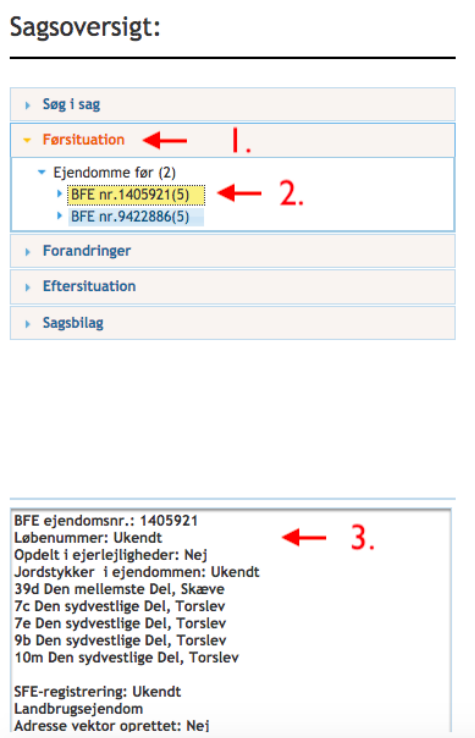 Sagsoversigt:
Søg i sag
Førsituation
1.
Ejendomme før (2)
BFE nr.1405921(5)
2.
BFE nr.9422886(5)
Forandringer
Eftersituation
Sagsbilag
BFE ejendomsnr.: 1405921
Løbenummer: Ukendt
3.
Opdelt i ejerlejligheder: Nej
Jordstykker i ejendommen: Ukendt
39d Den mellemste Del, Skæve
7c Den sydvestlige Del, Torslev
7e Den sydvestlige Del, Torslev
9b Den sydvestlige Del, Torslev
10m Den sydvestlige Del, Torslev
SFE-registrering: Ukendt
Landbrugsejendom
Adresse vektor oprettet: Nej